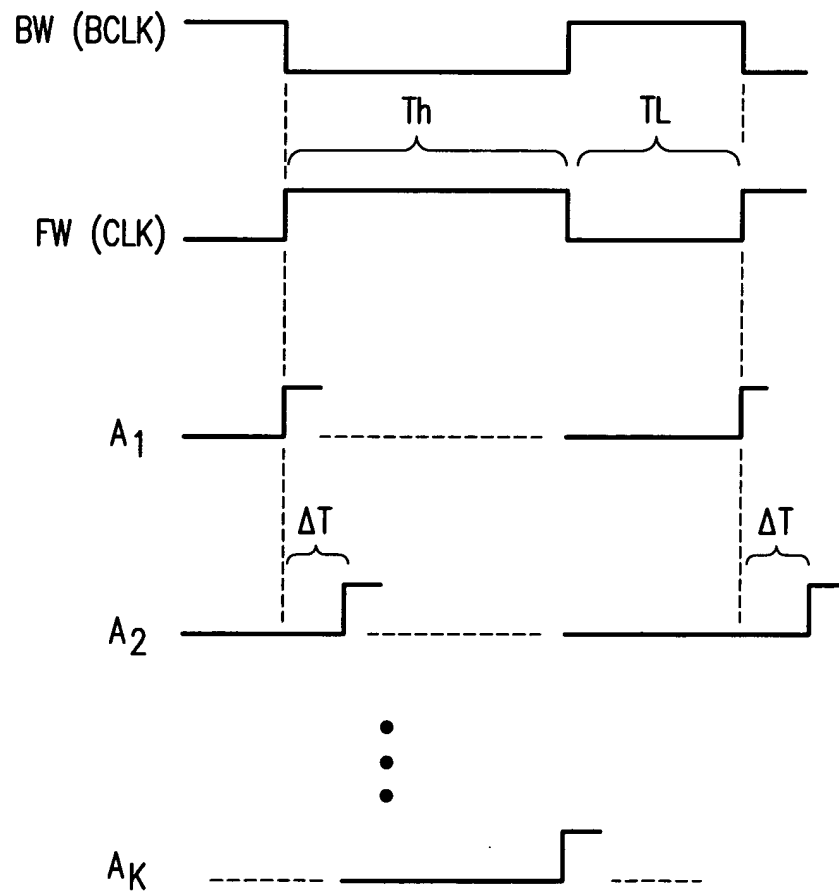 BW (BCLK)
Th
TL
FW (CLK)
A1
ΔT
ΔT
A2
AK